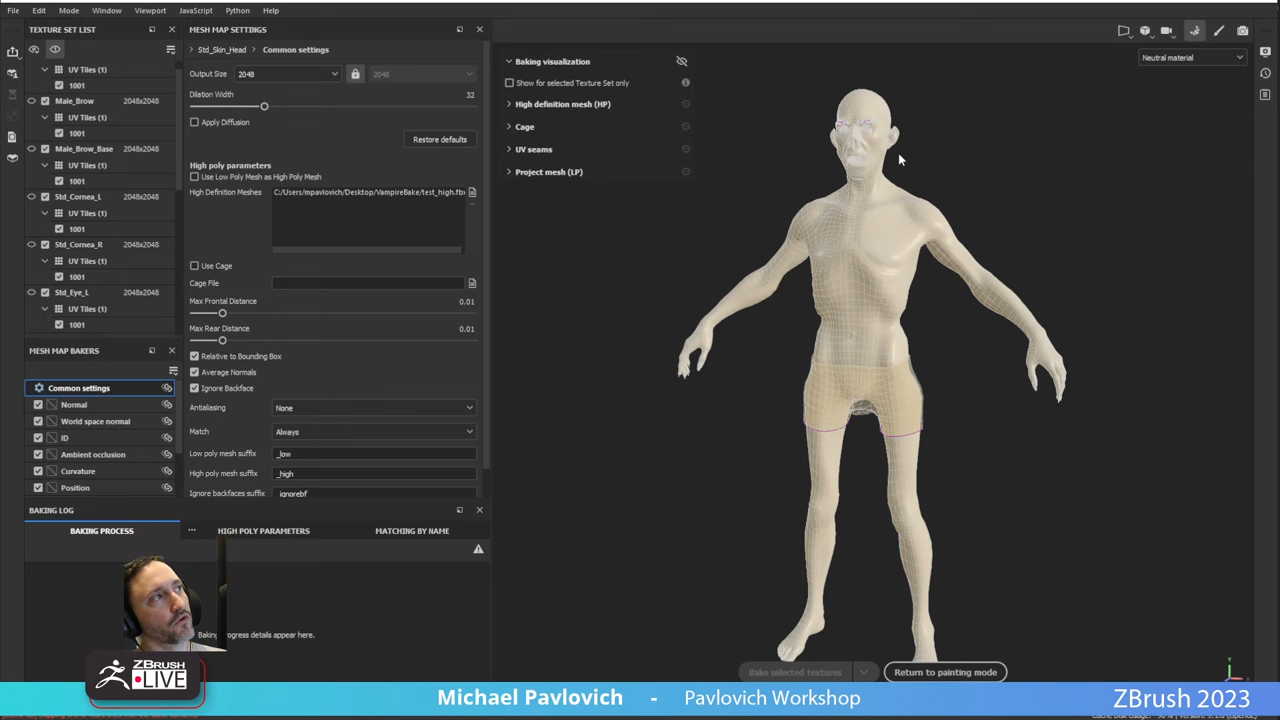 File Edit Mode Window Viewport JavaScript Python Help
TEXTURE SET LIST
UV Tiles (1)
1001
Male_Brow 2048x2048
UV Tiles (1)
1001
Male_Brow_Base 2048x2048
UV Tiles (1)
1001
Std_Cornea_L 2048x2048
UV Tiles (1)
1001
Std_Cornea_R 2048x2048
UV Tiles (1)
1001
Std_Eye_L 2048x2048
UV Tiles (1)
1001
MESH MAP BAKERS
Common settings
Normal
World space normal
ID
Ambient occlusion
Curvature
Position
MESH MAP SETTINGS
Std_Skin_Head > Common settings
Output Size 2048 2048
Dilation Width 32
Apply Diffusion
Restore defaults
High poly parameters
Use Low Poly Mesh as High Poly Mesh
High Definition Meshes C:/Users/mpavlovich/Desktop/VampireBake/test_high.fbx
Use Cage
Cage File
Max Frontal Distance 0.01
Max Rear Distance 0.01
Relative to Bounding Box
Average Normals
Ignore Backface
Antialiasing None
Match Always
Low poly mesh suffix _low
High poly mesh suffix _high
Ignore backfaces suffix _ignorebf
BAKING LOG
BAKING PROCESS HIGH POLY PARAMETERS MATCHING BY NAME
progress details appear here.
Baking visualization
Show for selected Texture Set only
High definition mesh (HP)
Cage
UV seams
Project mesh (LP)
Neutral material
Bake selected textures
Return to painting mode
ZBRUSH
LIVE
Michael Pavlovich - Pavlovich Workshop ZBrush 2023